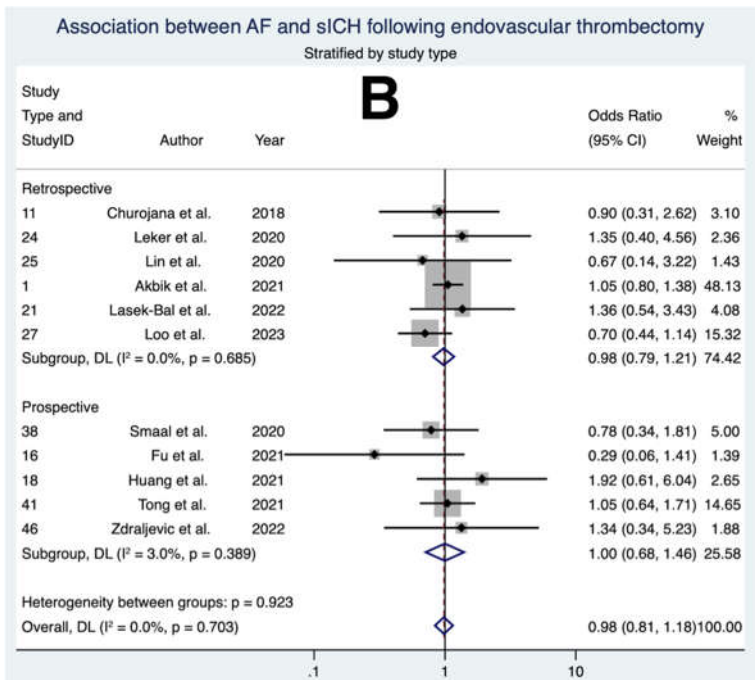 Association between AF and sICH following endovascular thrombectomy
Stratified by study type
B
Study
Type and Odds Ratio %
StudyID Author Year (95% CI) Weight
Retrospective
11 Churojana et al. 2018 0.90 (0.31, 2.62) 3.10
24 Leker et al. 2020 1.35 (0.40, 4.56) 2.36
25 Lin et al. 2020 0.67 (0.14, 3.22) 1.43
1 Akbik et al. 2021 1.05 (0.80, 1.38) 48.13
21 Lasek-Bal et al. 2022 1.36 (0.54, 3.43) 4.08
27 Loo et al. 2023 0.70 (0.44, 1.14) 15.32
Subgroup, DL (I² = 0.0%, p = 0.685) 0.98 (0.79, 1.21) 74.42
Prospective
38 Smaal et al. 2020 0.78 (0.34, 1.81) 5.00
16 Fu et al. 2021 0.29 (0.06, 1.41) 1.39
18 Huang et al. 2021 1.92 (0.61, 6.04) 2.65
41 Tong et al. 2021 1.05 (0.64, 1.71) 14.65
46 Zdraljevic et al. 2022 1.34 (0.34, 5.23) 1.88
Subgroup, DL (I² = 3.0%, p = 0.389) 1.00 (0.68, 1.46) 25.58
Heterogeneity between groups: p = 0.923
Overall, DL (I² = 0.0%, p = 0.703) 0.98 (0.81, 1.18)100.00
.1 1 10